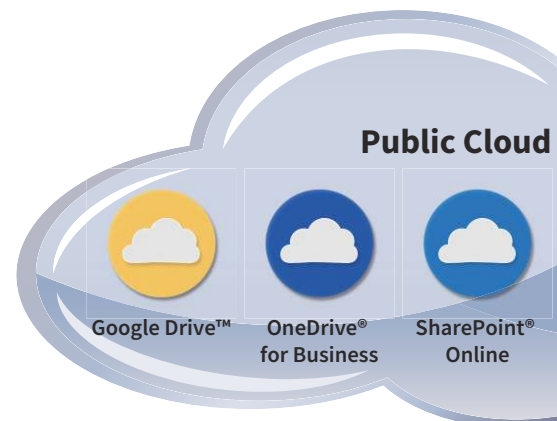 Public Cloud
Google Drive™
OneDrive®
for Business
SharePoint®
Online